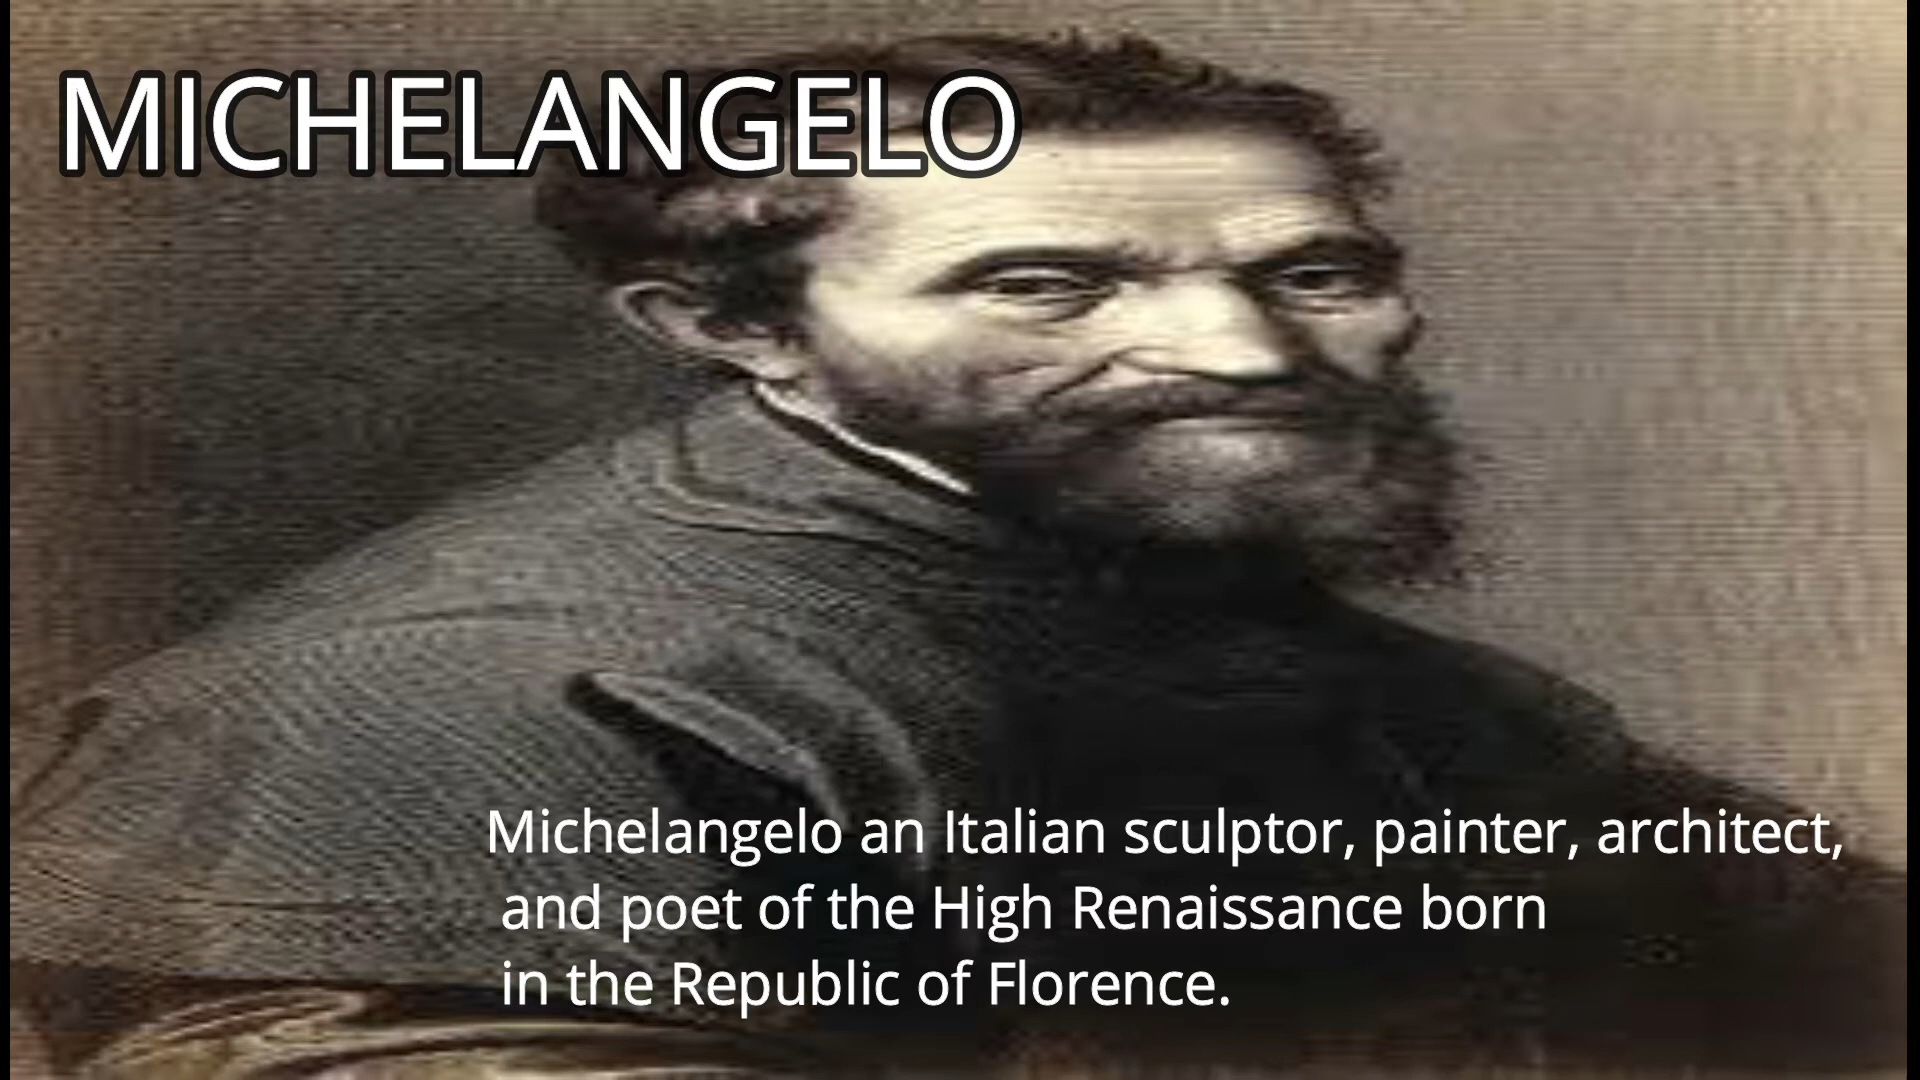 MICHELANGELO
Michelangelo an Italian sculptor, painter, architect,
and poet of the High Renaissance born
in the Republic of Florence.